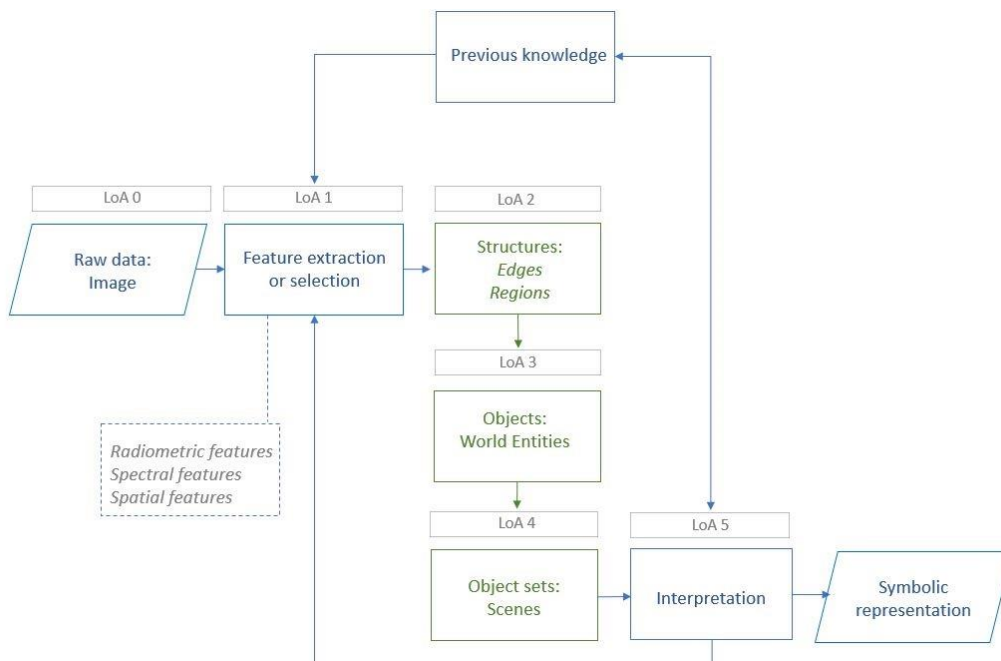 Previous knowledge
LoA 0
LoA 1
LoA 2
Raw data:
Image
Feature extraction
or selection
Structures:
Edges
Regions
LoA 3
Objects:
World Entities
Radiometric features
Spectral features
Spatial features
LoA 4
LoA 5
Object sets:
Scenes
Interpretation
Symbolic
representation